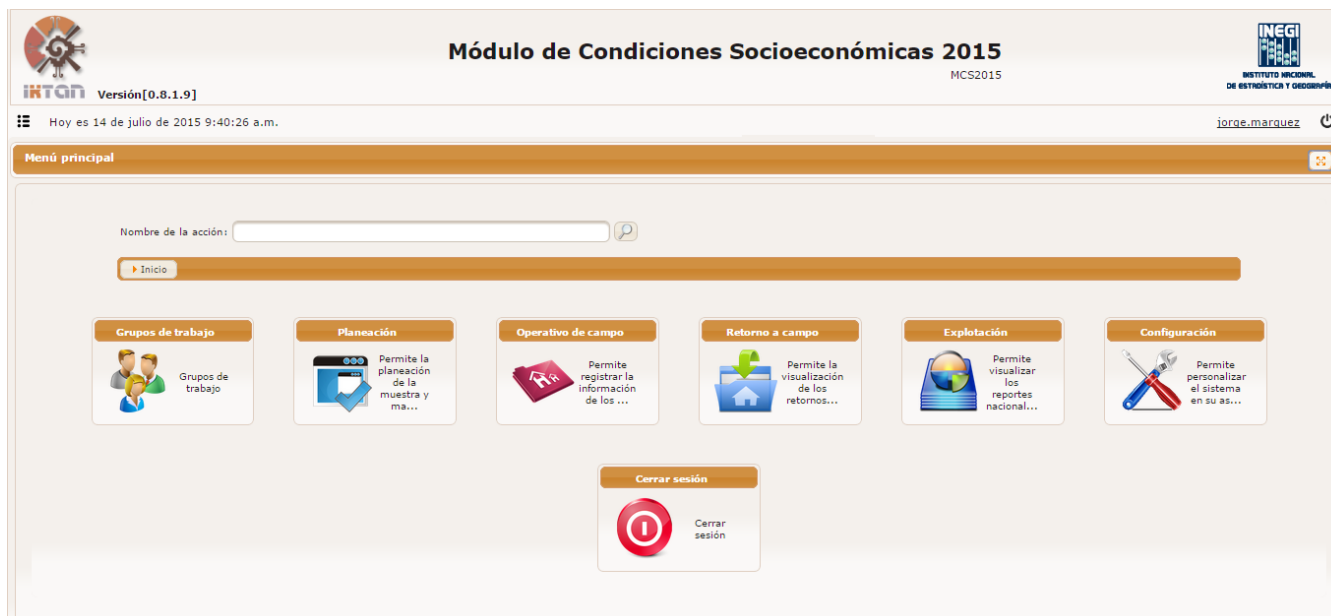 Módulo de Condiciones Socioeconómicas 2015
MCS2015
INEGI
INSTITUTO NACIONAL
DE ESTADÍSTICA Y GEOGRAFÍA
iKTan Versión[0.8.1.9]
Hoy es 14 de julio de 2015 9:40:26 a.m.
jorge.marquez
Menú principal
Nombre de la acción:
Inicio
Grupos de trabajo
Grupos de
trabajo
Planeación
Permite la
planeación
de la
muestra y
ma...
Operativo de campo
Permite
registrar la
información
de los ...
Retorno a campo
Permite la
visualización
de los
retornos...
Explotación
Permite
visualizar
los
reportes
nacional...
Configuración
Permite
personalizar
el sistema
en su as...
Cerrar sesión
Cerrar
sesión